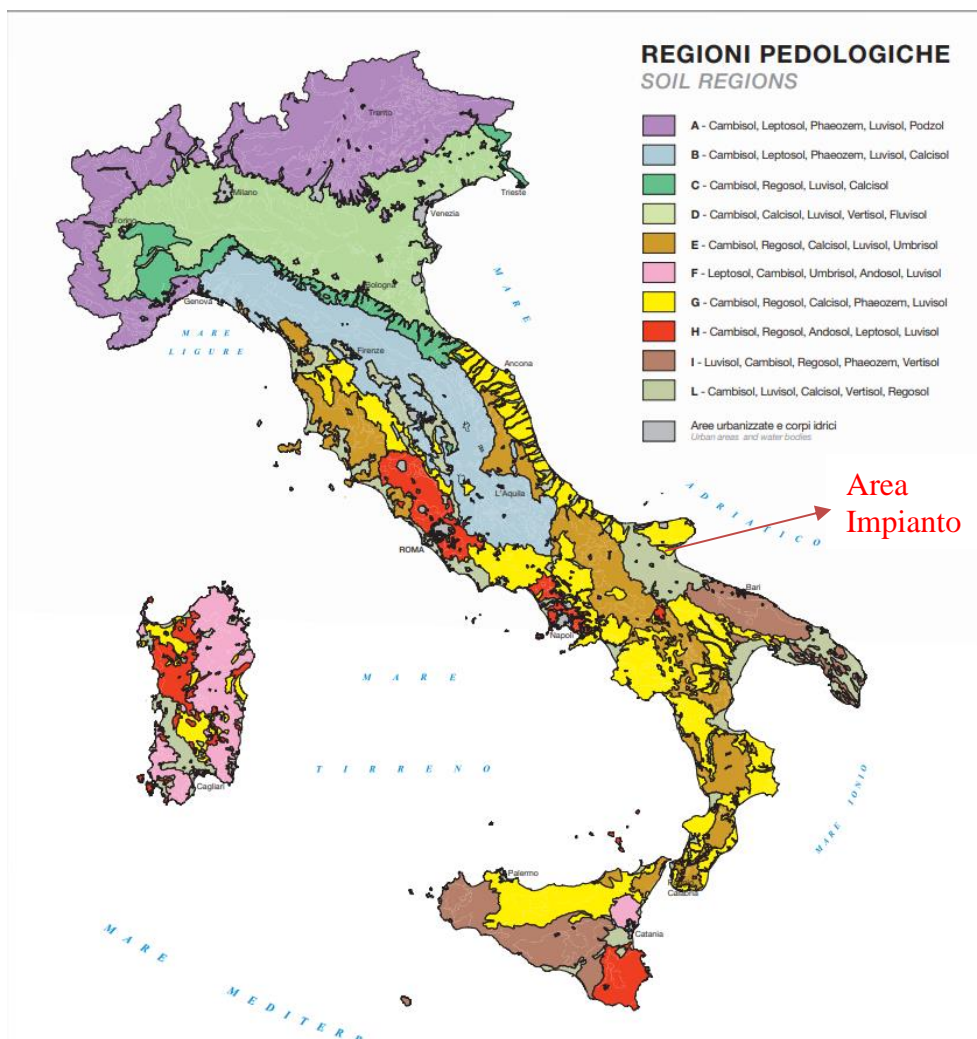 REGIONI PEDOLOGICHE
SOIL REGIONS
A - Cambisol, Leptosol, Phaeozem, Luvisol, Podzol
B - Cambisol, Leptosol, Phaeozem, Luvisol, Calcisol
C - Cambisol, Regosol, Luvisol, Calcisol
D - Cambisol, Calcisol, Luvisol, Vertisol, Fluvisol
E - Cambisol, Regosol, Calcisol, Luvisol, Umbrisol
F - Leptosol, Cambisol, Umbrisol, Andosol, Luvisol
G - Cambisol, Regosol, Calcisol, Phaeozem, Luvisol
H - Cambisol, Regosol, Andosol, Leptosol, Luvisol
I - Luvisol, Cambisol, Regosol, Phaeozem, Vertisol
L - Cambisol, Luvisol, Calcisol, Vertisol, Regosol
Aree urbanizzate e corpi idrici
Urban areas and water bodies
Trento
Milano
Trieste
Venezia
Torino
Bologna
Genova
MARE
LIGURE
MARE
Firenze
Ancona
L'Aquila
ADRIATICO
Area
Impianto
ROMA
Bari
Napoli
MARE
TIRRENO
Cagliari
MARE IONIO
Palermo
Calabria
Catania
MARE
MEDITERR